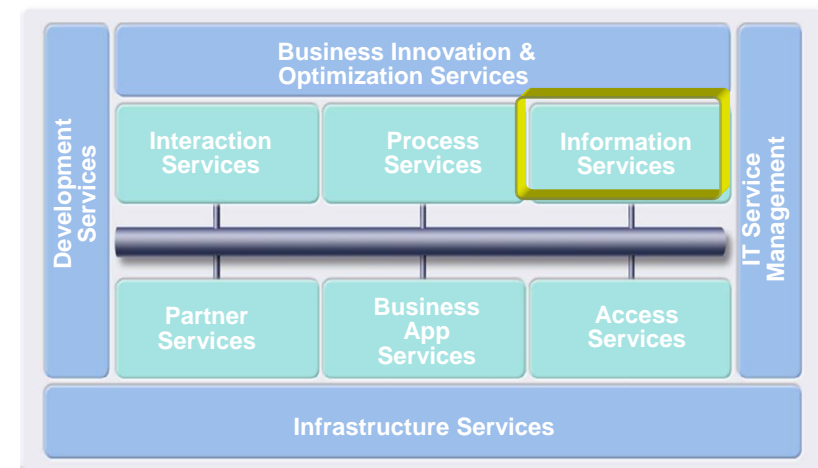 Business Innovation &
Optimization Services
Development
Services
Interaction
Services
Process
Services
Information
Services
IT Service
Management
Partner
Services
Business
App
Services
Access
Services
Infrastructure Services